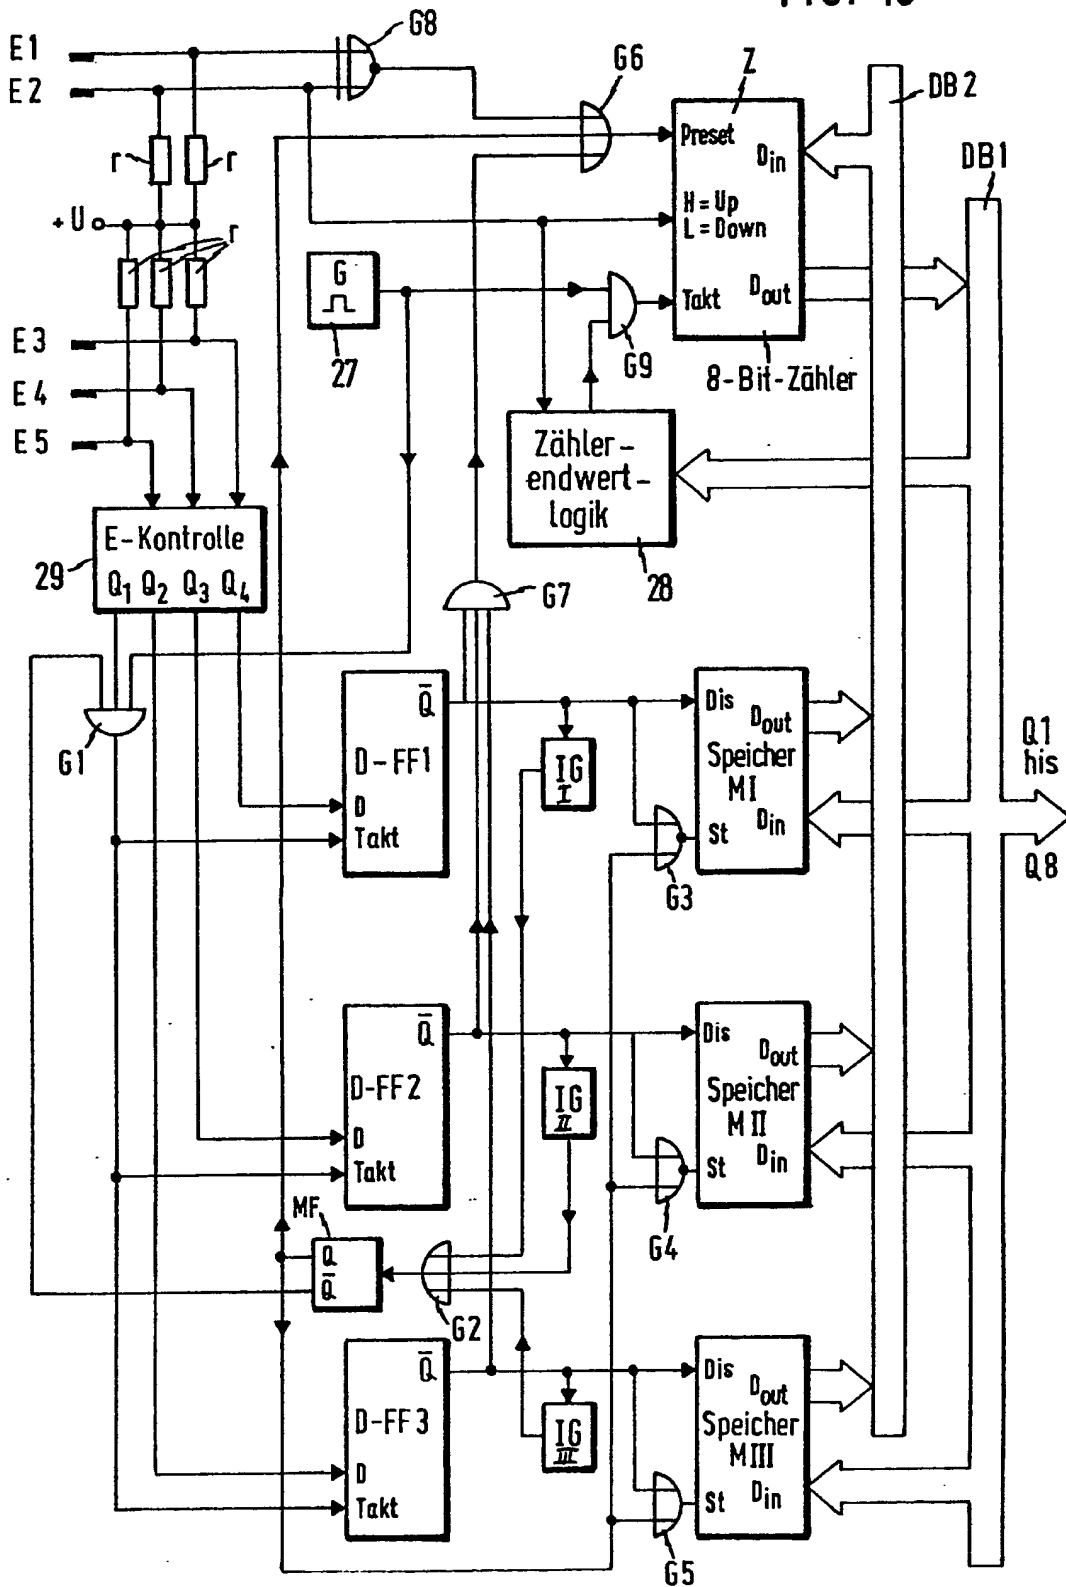 E1
E2
G8
G6
Z
DB2
DB1
r
r
Preset
Din
+U
r
H = Up
L = Down
G
27
Takt
Dout
G9
8-Bit-Zähler
E3
E4
E5
Zähler-
endwert-
logik
28
E-Kontrolle
29
Q1 Q2 Q3 Q4
G7
G1
Q̅
D-FF1
D
Takt
IG
I
Dis
Dout
Speicher
MI
Din
St
G3
Q1
his
Q8
Q̅
D-FF2
D
Takt
IG
II
Dis
Dout
Speicher
MII
Din
St
G4
MF
Q
Q̅
G2
Q̅
D-FF3
D
Takt
IG
III
Dis
Dout
Speicher
MIII
Din
St
G5